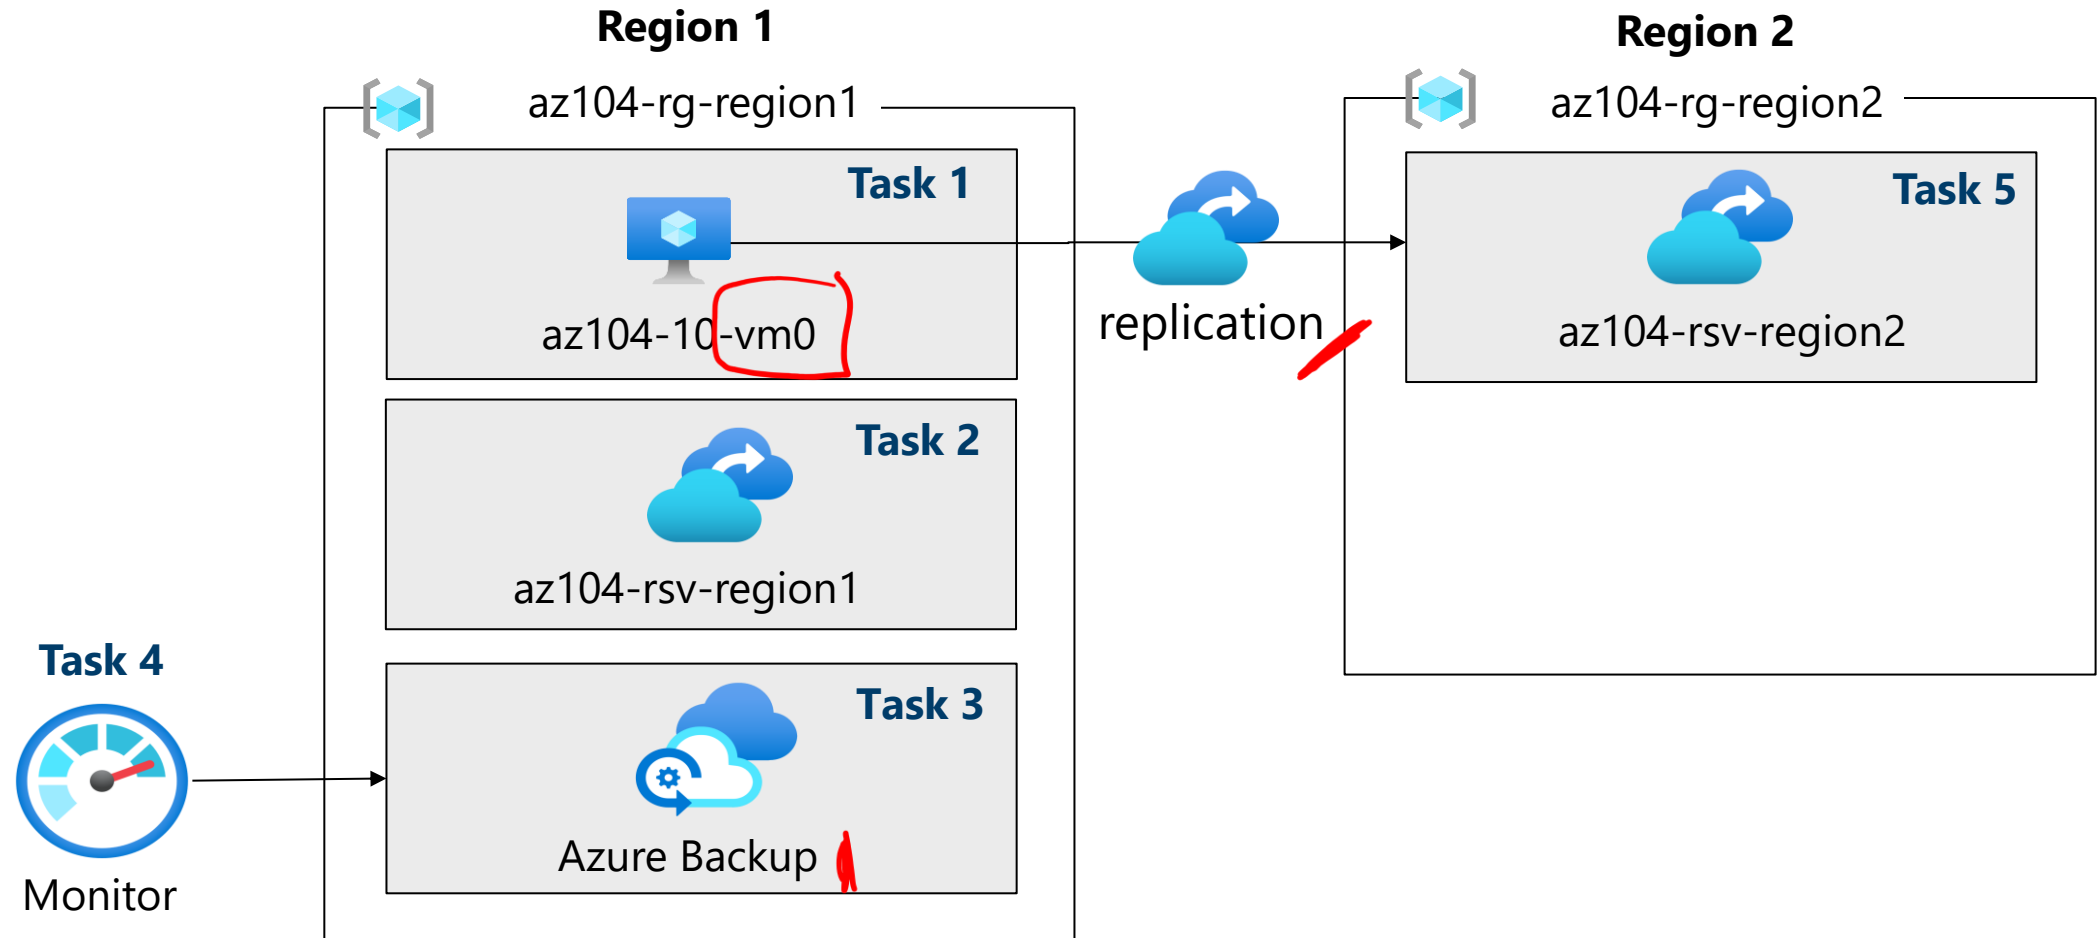 Region 1
Region 2
az104-rg-region1
az104-rg-region2
Task 1
az104-10-vm0
replication
Task 5
az104-rsv-region2
Task 2
az104-rsv-region1
Task 4
Monitor
Task 3
Azure Backup